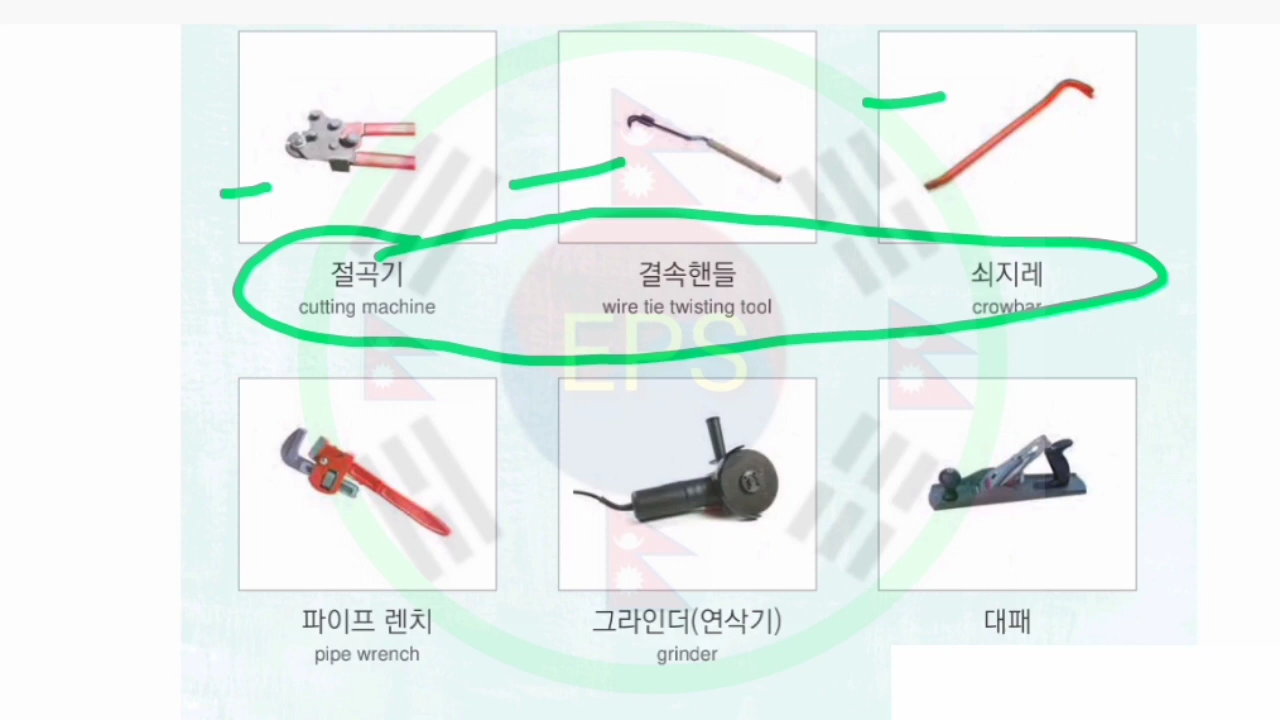 절곡기 결속핸들 쇠지레
cutting machine wire tie twisting tool crowbar
EPS
파이프 렌치 그라인더(연삭기) 대패
pipe wrench grinder